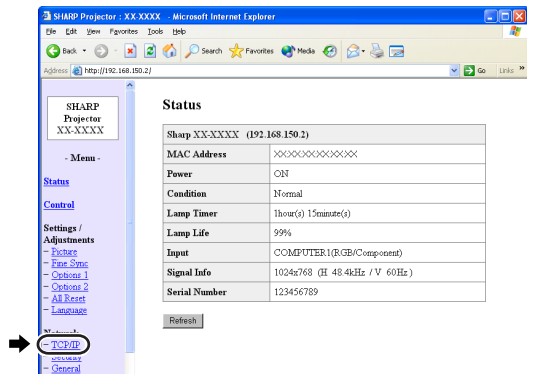 SHARP Projector : XX-XXXX - Microsoft Internet Explorer
File Edit View Favorites Tools Help
Back Search Favorites Media
Address http://192.168.150.2/ Go Links »
SHARP
Projector
XX-XXXX
- Menu -
Status
Control
Settings /
Adjustments
– Picture
– Fine Sync
– Options 1
– Options 2
– All Reset
– Language
Network
– TCP/IP
– Security
– General
Status
Sharp XX-XXXX (192.168.150.2)
MAC Address XXXXXXXXXXXX
Power ON
Condition Normal
Lamp Timer 1hour(s) 15minute(s)
Lamp Life 99%
Input COMPUTER1(RGB/Component)
Signal Info 1024x768 (H 48.4kHz / V 60Hz )
Serial Number 123456789
Refresh